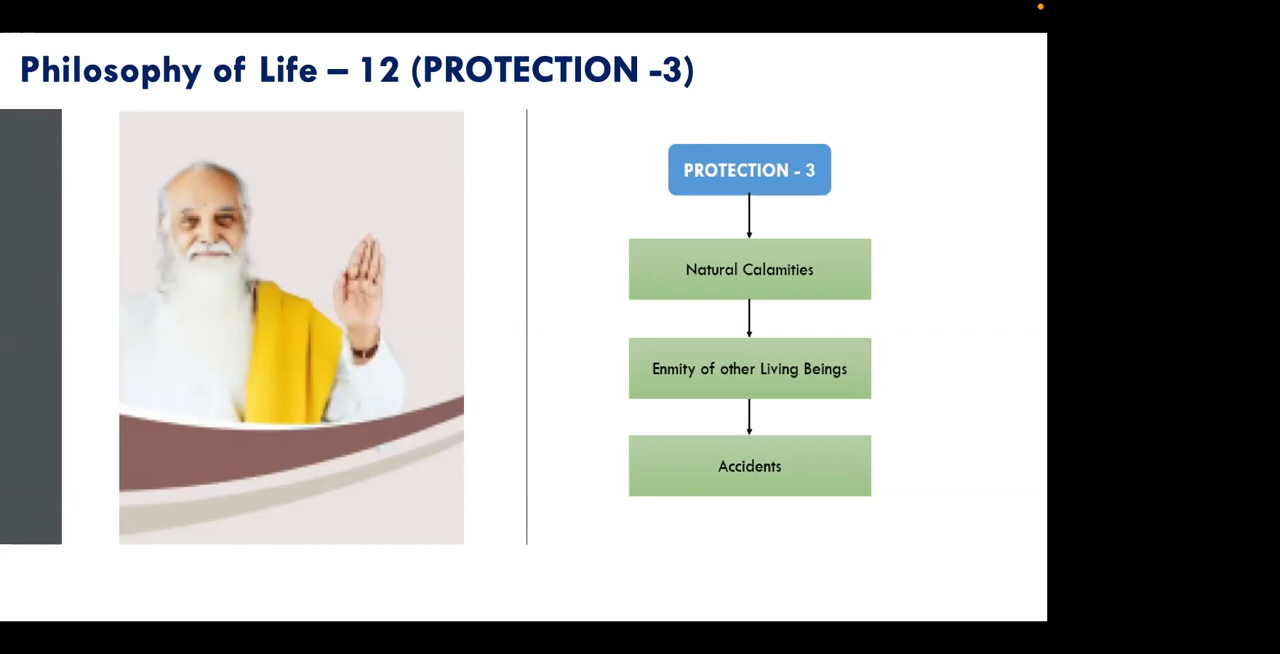 Philosophy of Life – 12 (PROTECTION -3)
PROTECTION - 3
Natural Calamities
Enmity of other Living Beings
Accidents